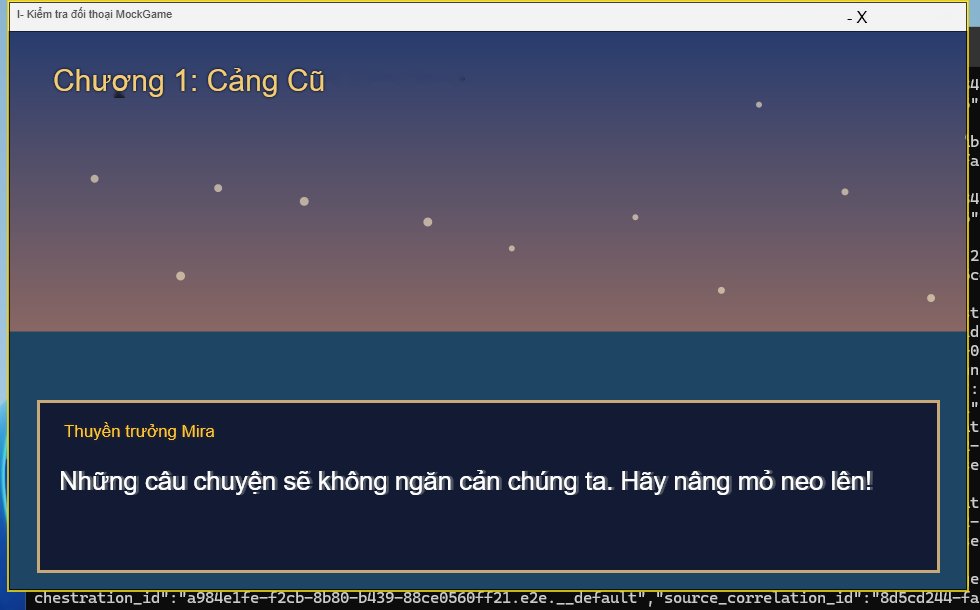 I- Kiểm tra đối thoại MockGame
- X
Chương 1: Cảng Cũ
Thuyền trưởng Mira
Những câu chuyện sẽ không ngăn cản chúng ta. Hãy nâng mỏ neo lên!
chestration_id":"a984e1fe-f2cb-8b80-b439-88ce0560ff21.e2e.__default","source_correlation_id":"8d5cd244-fa